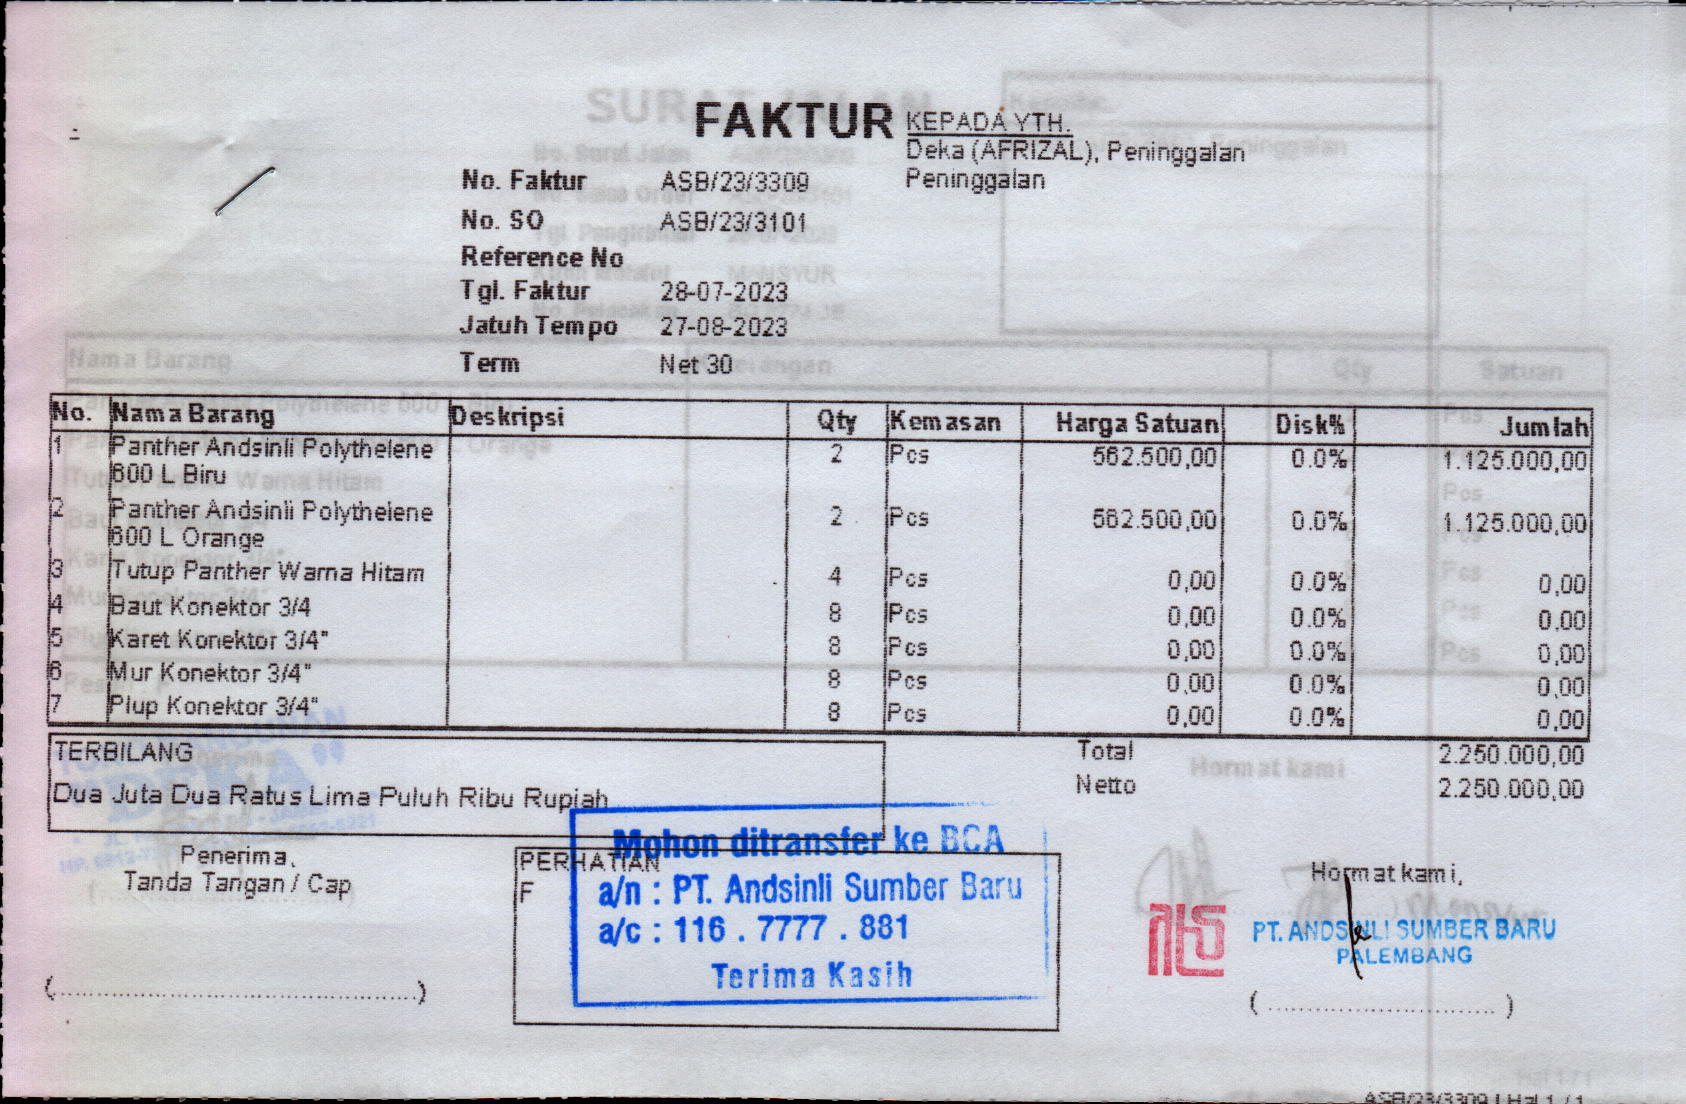 FAKTUR
KEPADA YTH.
Deka (AFRIZAL), Peninggalan
Peninggalan
No. Faktur ASB/23/3309
No. SO ASB/23/3101
Reference No
Tgl. Faktur 28-07-2023
Jatuh Tempo 27-08-2023
Term Net 30
No. Nama Barang Deskripsi Qty Kemasan Harga Satuan Disk% Jumlah
1 Panther Andsinli Polythelene 2 Pcs 562.500,00 0.0% 1.125.000,00
600 L Biru
2 Panther Andsinli Polythelene 2 Pcs 562.500,00 0.0% 1.125.000,00
600 L Orange
3 Tutup Panther Warna Hitam 4 Pcs 0,00 0.0% 0,00
4 Baut Konektor 3/4 8 Pcs 0,00 0.0% 0,00
5 Karet Konektor 3/4" 8 Pcs 0,00 0.0% 0,00
6 Mur Konektor 3/4" 8 Pcs 0,00 0.0% 0,00
7 Plup Konektor 3/4" 8 Pcs 0,00 0.0% 0,00
TERBILANG
Dua Juta Dua Ratus Lima Puluh Ribu Rupiah
Total 2.250.000,00
Netto 2.250.000,00
Penerima,
Tanda Tangan / Cap
(..............................................)
PERHATIAN
F
Mohon ditransfer ke BCA
a/n : PT. Andsinli Sumber Baru
a/c : 116 . 7777 . 881
Terima Kasih
Hormat kami,
PT. ANDSINLI SUMBER BARU
PALEMBANG
( ............................. )
ASB/23/3309 | Hal 1 / 1